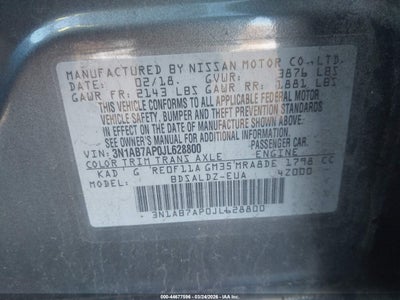 MANUFACTURED BY NISSAN MOTOR CO.,LTD.
DATE: 02/18. GVWR: 3876 LBS
GAWR FR: 2143 LBS GAWR RR: 1881 LBS
THIS VEHICLE CONFORMS TO ALL APPLICABLE FEDERAL MOTOR
VEHICLE SAFETY, BUMPER, AND THEFT PREVENTION STANDARDS
IN EFFECT ON THE DATE OF MANUFACTURE SHOWN ABOVE.
SEE OWNER'S MANUAL FOR ADDITIONAL INFORMATION.
VIN: 3N1AB7AP0JL628800 PASSENGER CAR
COLOR TRIM TRANS AXLE ENGINE
KAD G RE0F11A GM35 MRA8DE 1798 CC
MODEL: BDSALDZ-EUA 4Z000
3N1AB7AP0JL628800
ID: 000-44677596 | 03/24/2026 - G | © IAA